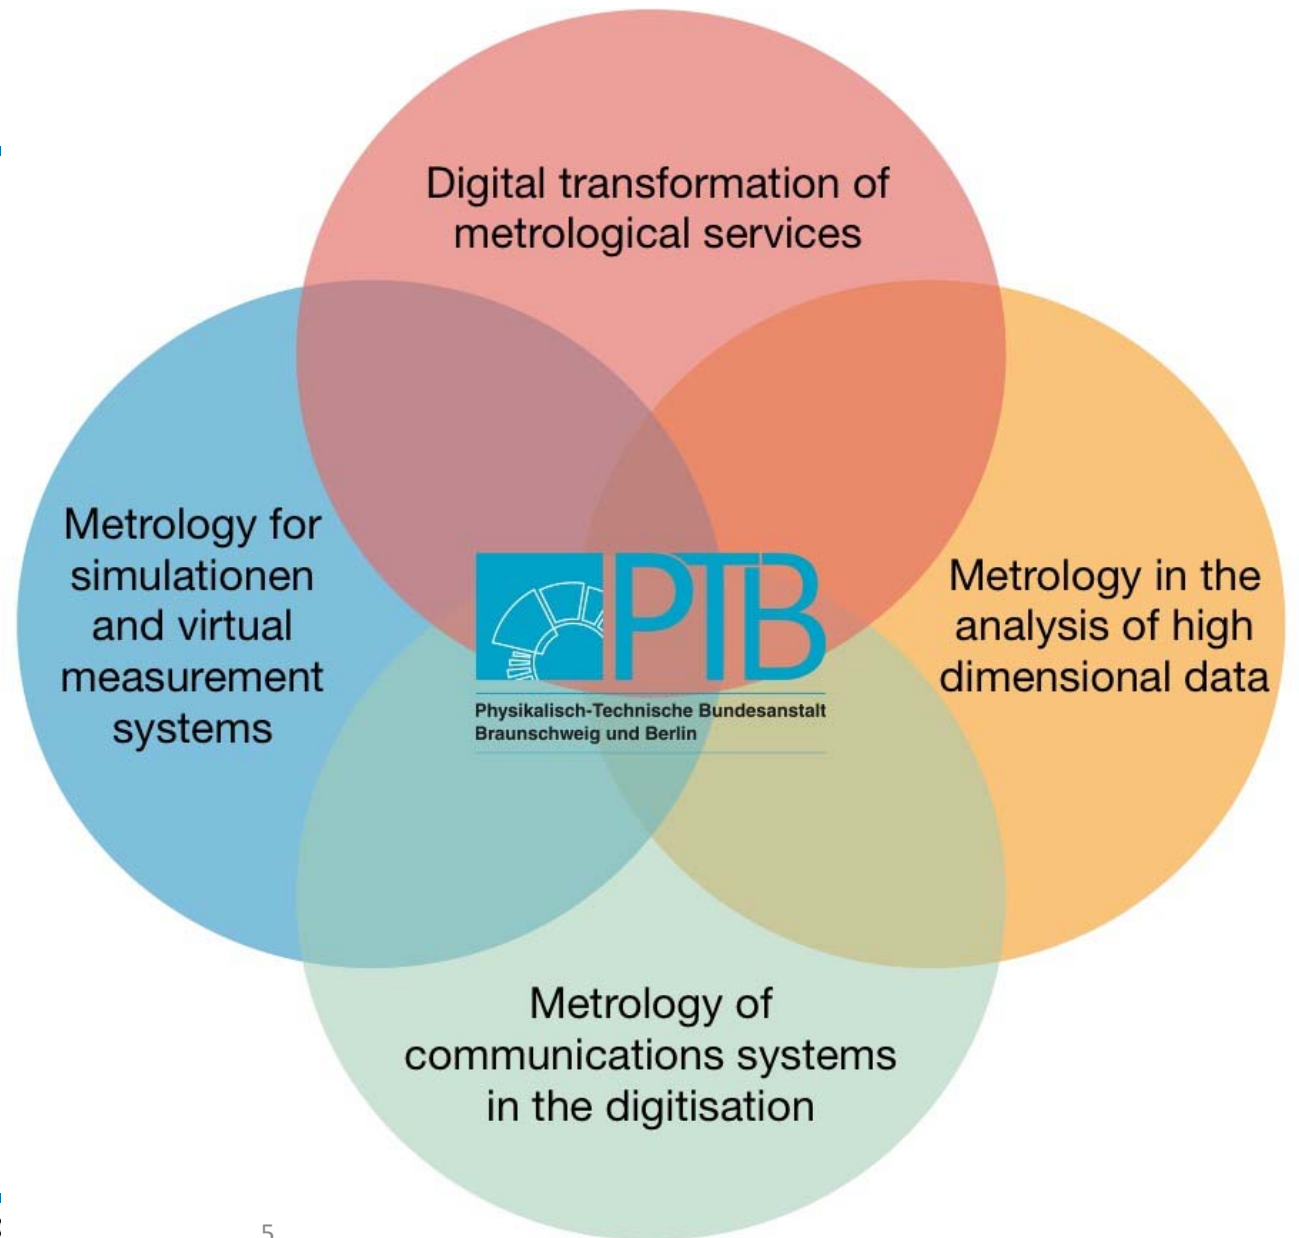 Digital transformation of
metrological services
Metrology for
simulationen
and virtual
measurement
systems
PTB
Physikalisch-Technische Bundesanstalt
Braunschweig und Berlin
Metrology in the
analysis of high
dimensional data
Metrology of
communications systems
in the digitisation
5